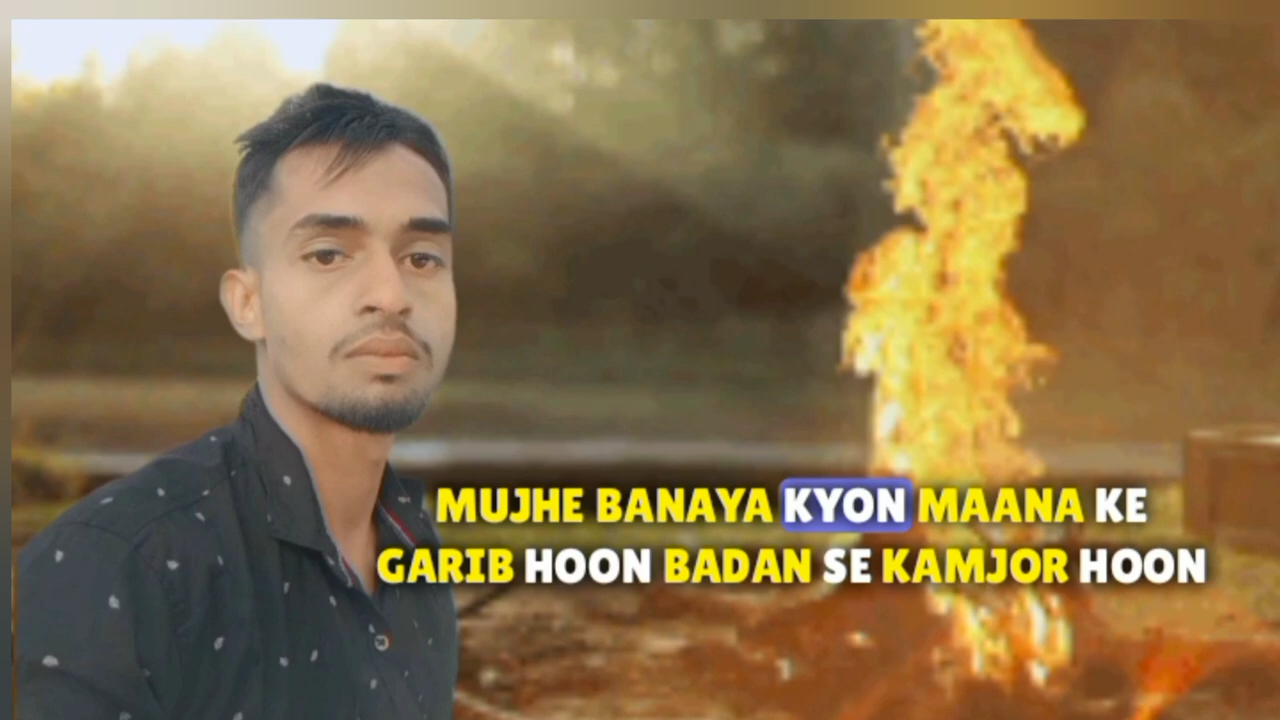 MUJHE BANAYA KYON MAANA KE
GARIB HOON BADAN SE KAMJOR HOON